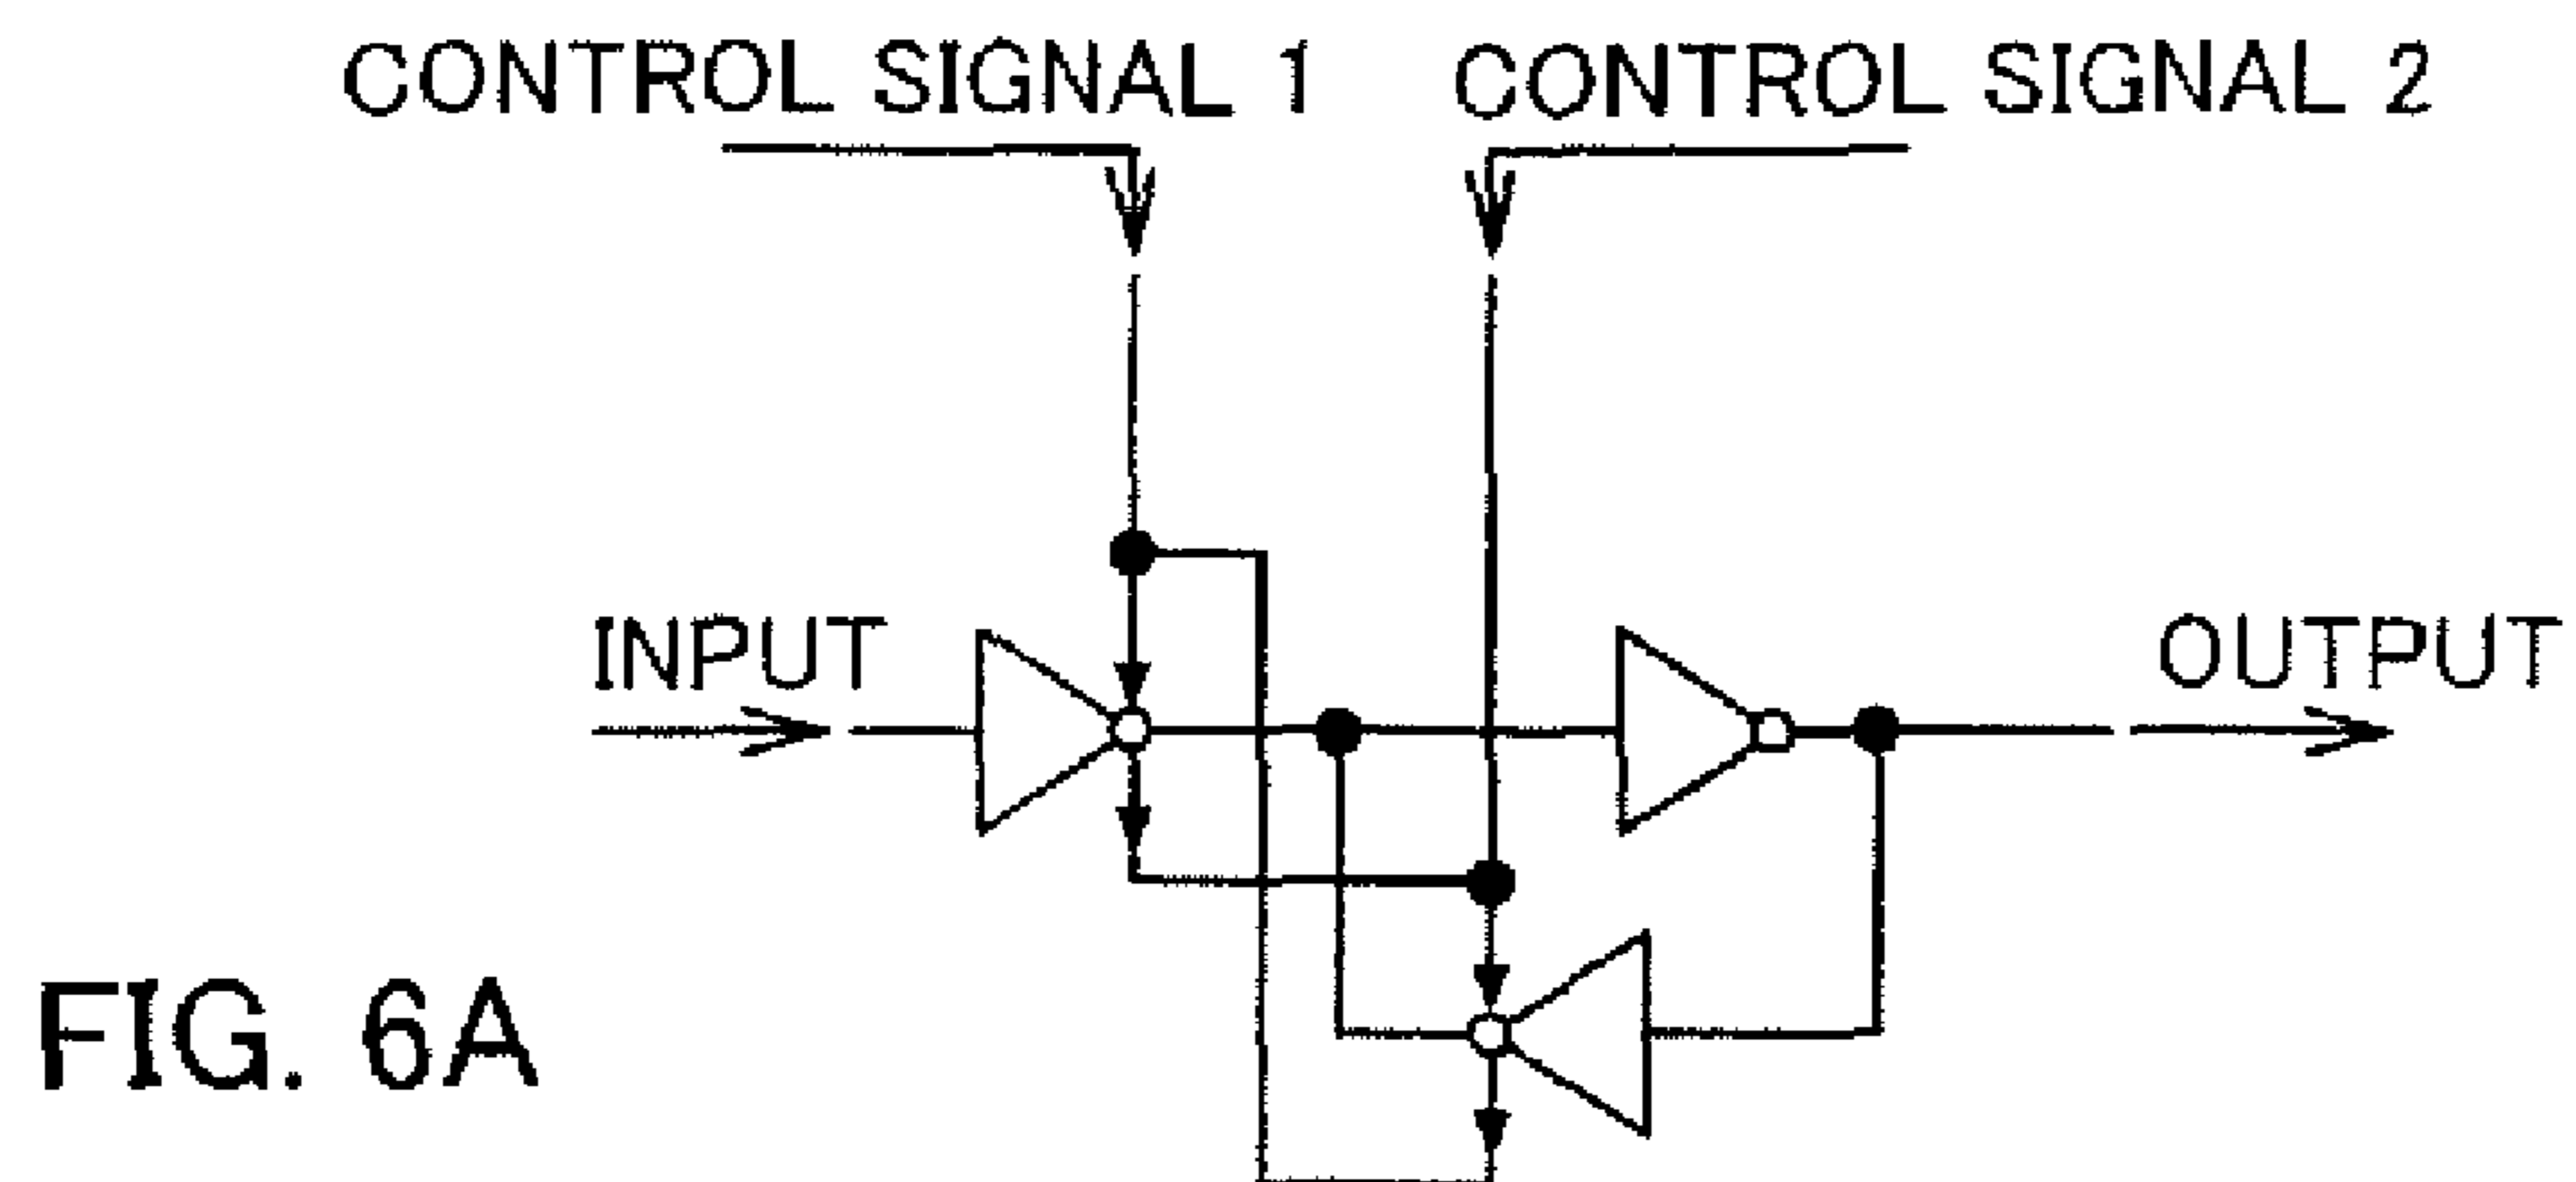 CONTROL SIGNAL 1 CONTROL SIGNAL 2
INPUT
OUTPUT
FIG. 6A